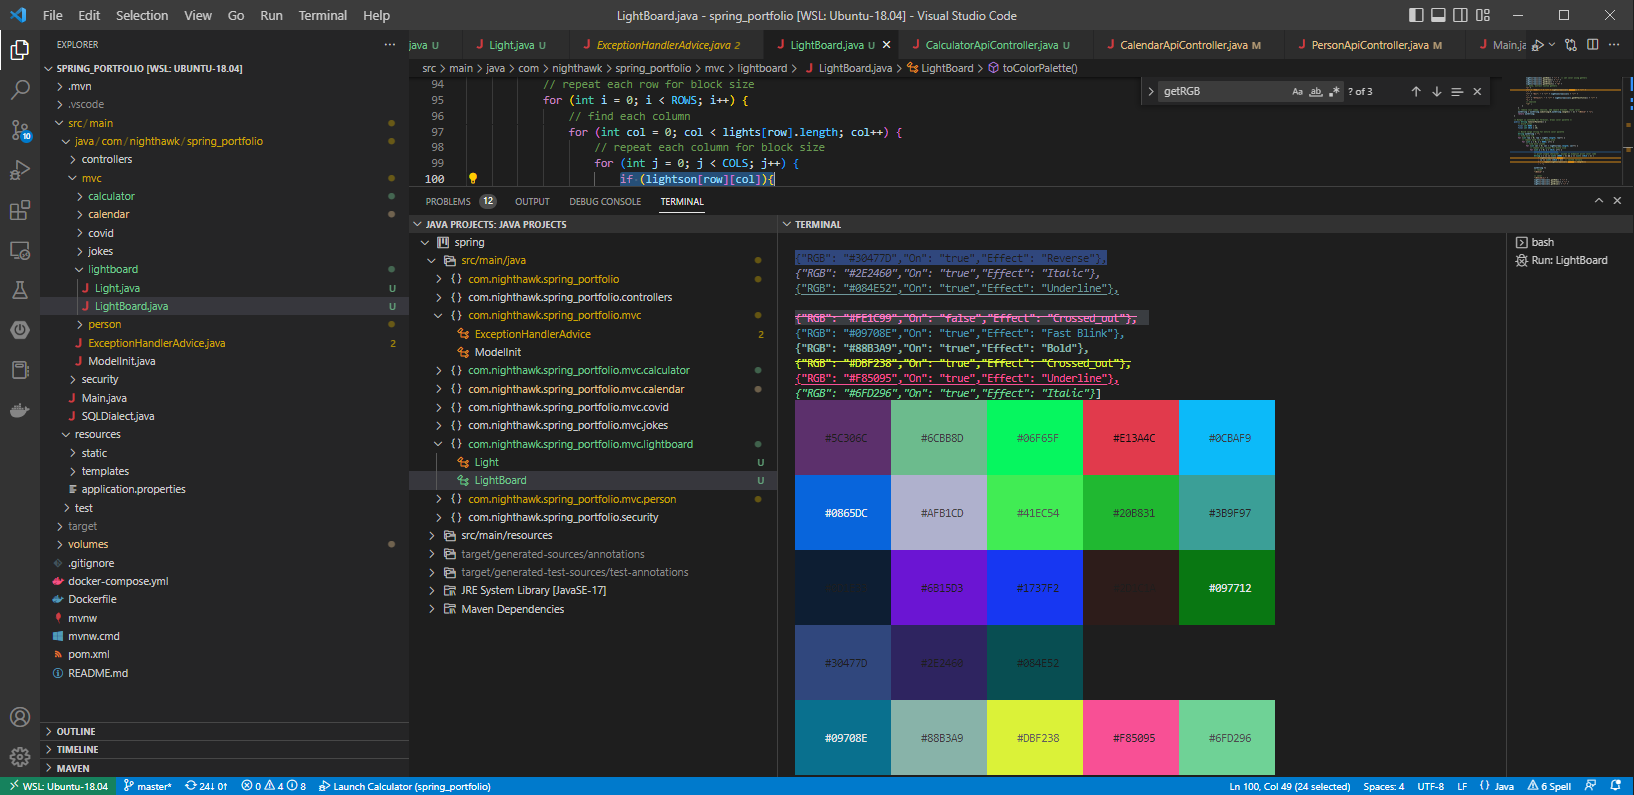 File Edit Selection View Go Run Terminal Help
LightBoard.java - spring_portfolio [WSL: Ubuntu-18.04] - Visual Studio Code
EXPLORER
SPRING_PORTFOLIO [WSL: UBUNTU-18.04]
.mvn
.vscode
src/main
java/com/nighthawk/spring_portfolio
controllers
mvc
calculator
calendar
covid
jokes
lightboard
Light.java U
LightBoard.java U
person
ExceptionHandlerAdvice.java 2
ModelInit.java
security
Main.java
SQLDialect.java
resources
static
templates
application.properties
test
target
volumes
.gitignore
docker-compose.yml
Dockerfile
mvnw
mvnw.cmd
pom.xml
README.md
OUTLINE
TIMELINE
MAVEN
10
java U
Light.java U
ExceptionHandlerAdvice.java 2
LightBoard.java U
CalculatorApiController.java U
CalendarApiController.java M
PersonApiController.java M
Main.ja
src > main > java > com > nighthawk > spring_portfolio > mvc > lightboard > LightBoard.java > LightBoard > toColorPalette()
getRGB Aa ab .* ? of 3
94 // repeat each row for block size
95 for (int i = 0; i < ROWS; i++) {
96 // find each column
97 for (int col = 0; col < lights[row].length; col++) {
98 // repeat each column for block size
99 for (int j = 0; j < COLS; j++) {
100 if (lightson[row][col]){
PROBLEMS 12 OUTPUT DEBUG CONSOLE TERMINAL
JAVA PROJECTS: JAVA PROJECTS
spring
src/main/java
com.nighthawk.spring_portfolio
com.nighthawk.spring_portfolio.controllers
com.nighthawk.spring_portfolio.mvc
ExceptionHandlerAdvice 2
ModelInit
com.nighthawk.spring_portfolio.mvc.calculator
com.nighthawk.spring_portfolio.mvc.calendar
com.nighthawk.spring_portfolio.mvc.covid
com.nighthawk.spring_portfolio.mvc.jokes
com.nighthawk.spring_portfolio.mvc.lightboard
Light U
LightBoard U
com.nighthawk.spring_portfolio.mvc.person
com.nighthawk.spring_portfolio.security
src/main/resources
target/generated-sources/annotations
target/generated-test-sources/test-annotations
JRE System Library [JavaSE-17]
Maven Dependencies
TERMINAL
{"RGB": "#30477D","On": "true","Effect": "Reverse"},
{"RGB": "#2E2460","On": "true","Effect": "Italic"},
{"RGB": "#084E52","On": "true","Effect": "Underline"},
{"RGB": "#FE1C99","On": "false","Effect": "Crossed_out"},
{"RGB": "#09708E","On": "true","Effect": "Fast Blink"},
{"RGB": "#88B3A9","On": "true","Effect": "Bold"},
{"RGB": "#DBF238","On": "true","Effect": "Crossed_out"},
{"RGB": "#F85095","On": "true","Effect": "Underline"},
{"RGB": "#6FD296","On": "true","Effect": "Italic"}]
#5C306C #6CBB8D #06F65F #E13A4C #0CBAF9
#0865DC #AFB1CD #41EC54 #20B831 #3B9F97
#6B15D3 #1737F2 #097712
#30477D #2E2460 #084E52
#09708E #88B3A9 #DBF238 #F85095 #6FD296
bash
Run: LightBoard
WSL: Ubuntu-18.04 master* 24↓ 0↑ 0 4 8 Launch Calculator (spring_portfolio)
Ln 100, Col 49 (24 selected) Spaces: 4 UTF-8 LF {} Java 6 Spell